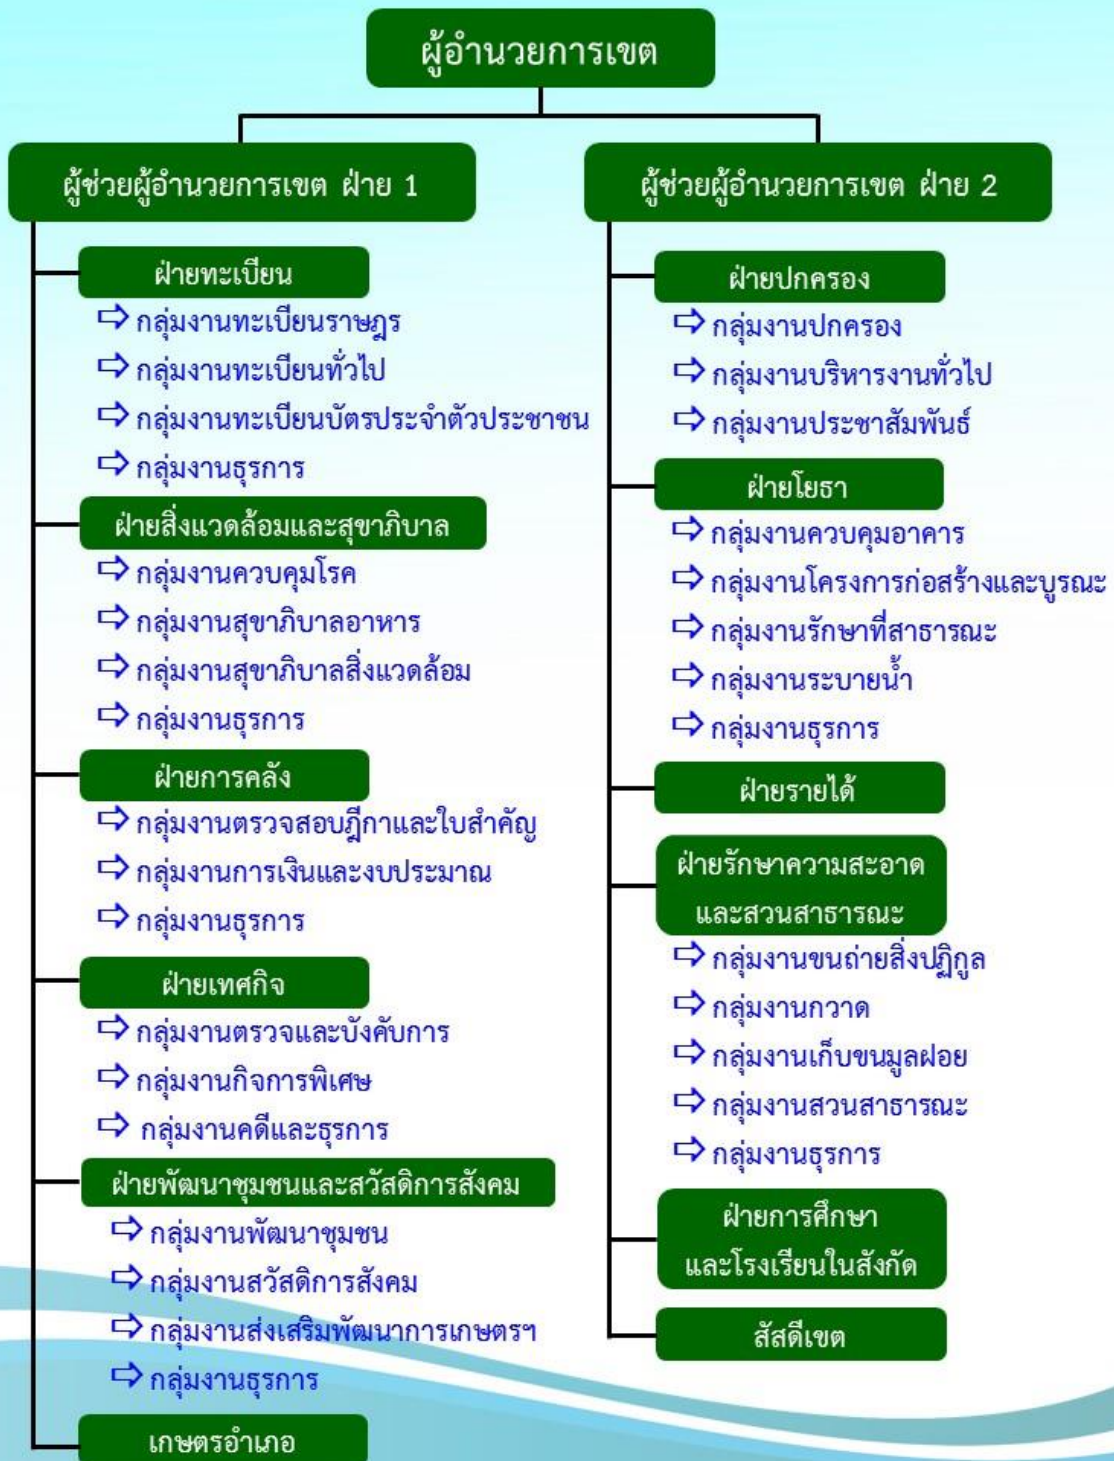 ผู้อำนวยการเขต
ผู้ช่วยผู้อำนวยการเขต ฝ่าย 1
ฝ่ายทะเบียน
กลุ่มงานทะเบียนราษฎร
กลุ่มงานทะเบียนทั่วไป
กลุ่มงานทะเบียนบัตรประจำตัวประชาชน
กลุ่มงานธุรการ
ฝ่ายสิ่งแวดล้อมและสุขาภิบาล
กลุ่มงานควบคุมโรค
กลุ่มงานสุขาภิบาลอาหาร
กลุ่มงานสุขาภิบาลสิ่งแวดล้อม
กลุ่มงานธุรการ
ฝ่ายการคลัง
กลุ่มงานตรวจสอบฎีกาและใบสำคัญ
กลุ่มงานการเงินและงบประมาณ
กลุ่มงานธุรการ
ฝ่ายเทศกิจ
กลุ่มงานตรวจและบังคับการ
กลุ่มงานกิจการพิเศษ
กลุ่มงานคดีและธุรการ
ฝ่ายพัฒนาชุมชนและสวัสดิการสังคม
กลุ่มงานพัฒนาชุมชน
กลุ่มงานสวัสดิการสังคม
กลุ่มงานส่งเสริมพัฒนาการเกษตรฯ
กลุ่มงานธุรการ
เกษตรอำเภอ
ผู้ช่วยผู้อำนวยการเขต ฝ่าย 2
ฝ่ายปกครอง
กลุ่มงานปกครอง
กลุ่มงานบริหารงานทั่วไป
กลุ่มงานประชาสัมพันธ์
ฝ่ายโยธา
กลุ่มงานควบคุมอาคาร
กลุ่มงานโครงการก่อสร้างและบูรณะ
กลุ่มงานรักษาที่สาธารณะ
กลุ่มงานระบายน้ำ
กลุ่มงานธุรการ
ฝ่ายรายได้
ฝ่ายรักษาความสะอาด
และสวนสาธารณะ
กลุ่มงานขนถ่ายสิ่งปฏิกูล
กลุ่มงานกวาด
กลุ่มงานเก็บขนมูลฝอย
กลุ่มงานสวนสาธารณะ
กลุ่มงานธุรการ
ฝ่ายการศึกษา
และโรงเรียนในสังกัด
สัสดีเขต